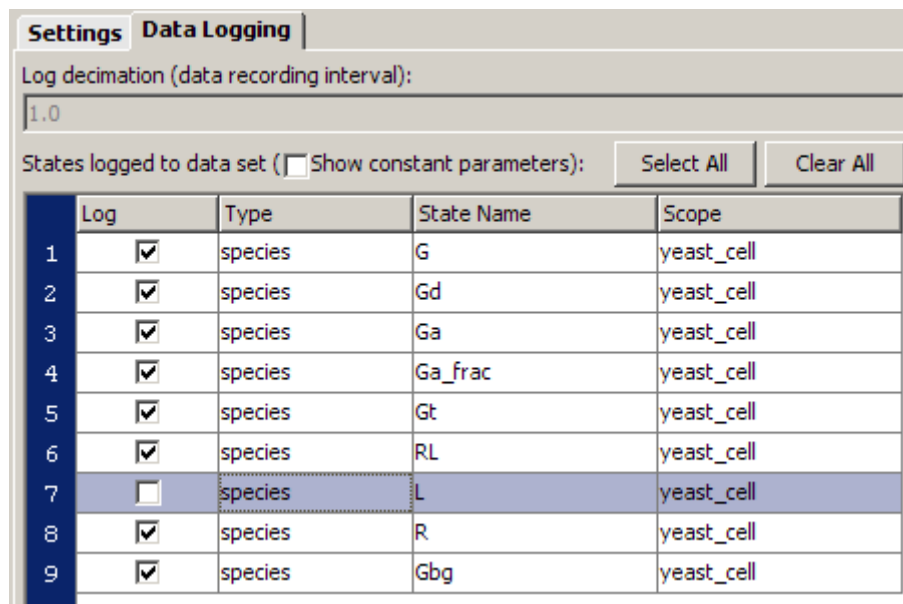 Settings Data Logging
Log decimation (data recording interval):
1.0
States logged to data set ( Show constant parameters): Select All Clear All
Log Type State Name Scope
1 species G yeast_cell
2 species Gd yeast_cell
3 species Ga yeast_cell
4 species Ga_frac yeast_cell
5 species Gt yeast_cell
6 species RL yeast_cell
7 species L yeast_cell
8 species R yeast_cell
9 species Gbg yeast_cell